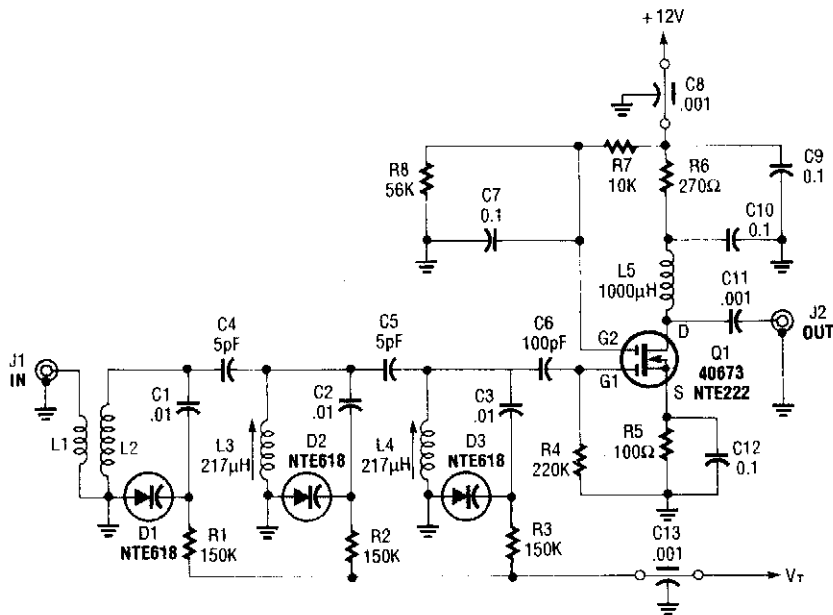 +12V
C8
.001
C9
0.1
R8
56K
R7
10K
R6
270Ω
C7
0.1
C10
0.1
L5
1000µH
C11
.001
J2
OUT
D
G2
G1
S
Q1
40673
NTE222
C4
5pF
C5
5pF
C6
100pF
J1
IN
C1
.01
C2
.01
C3
.01
L1
L2
L3
217µH
D2
NTE618
L4
217µH
D3
NTE618
R4
220K
R5
100Ω
C12
0.1
D1
NTE618
R1
150K
R2
150K
R3
150K
C13
.001
VT